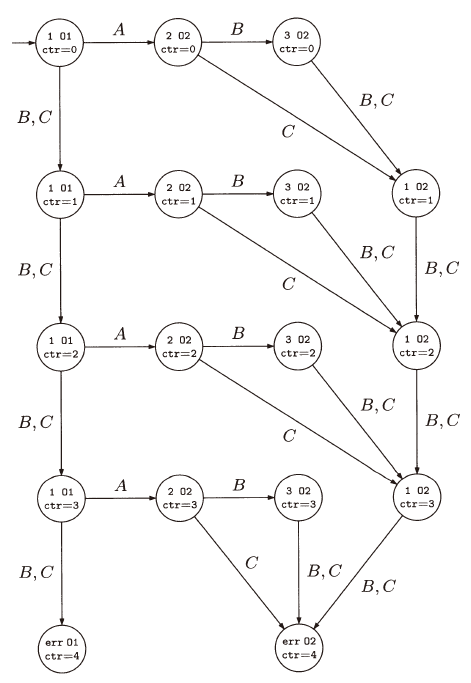 A
B
1 01
ctr=0
2 02
ctr=0
3 02
ctr=0
B, C
B, C
C
A
B
1 01
ctr=1
2 02
ctr=1
3 02
ctr=1
1 02
ctr=1
B, C
B, C
B, C
C
A
B
1 01
ctr=2
2 02
ctr=2
3 02
ctr=2
1 02
ctr=2
B, C
B, C
B, C
C
A
B
1 01
ctr=3
2 02
ctr=3
3 02
ctr=3
1 02
ctr=3
B, C
C
B, C
B, C
err 01
ctr=4
err 02
ctr=4